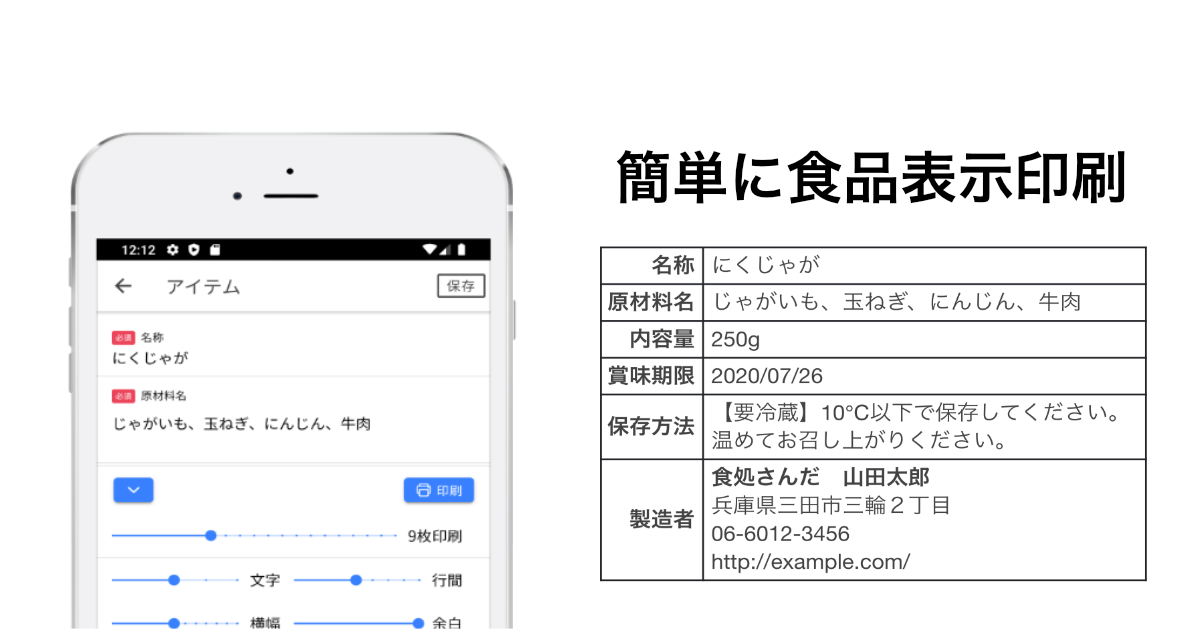 12:12
アイテム
保存
必須 名称
にくじゃが
必須 原材料名
じゃがいも、玉ねぎ、にんじん、牛肉
印刷
9枚印刷
文字
行間
横幅
余白
簡単に食品表示印刷
名称 にくじゃが
原材料名 じゃがいも、玉ねぎ、にんじん、牛肉
内容量 250g
賞味期限 2020/07/26
保存方法 【要冷蔵】10°C以下で保存してください。
温めてお召し上がりください。
製造者 食処さんだ　山田太郎
兵庫県三田市三輪２丁目
06-6012-3456
http://example.com/